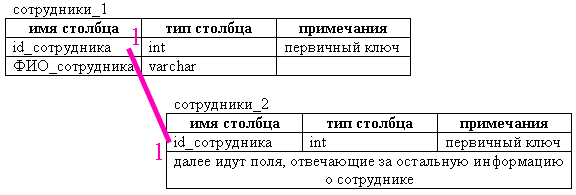 сотрудники_1
имя столбца тип столбца примечания
id_сотрудника 1 int первичный ключ
ФИО_сотрудника varchar
сотрудники_2
имя столбца тип столбца примечания
1 id_сотрудника int первичный ключ
далее идут поля, отвечающие за остальную информацию
о сотруднике